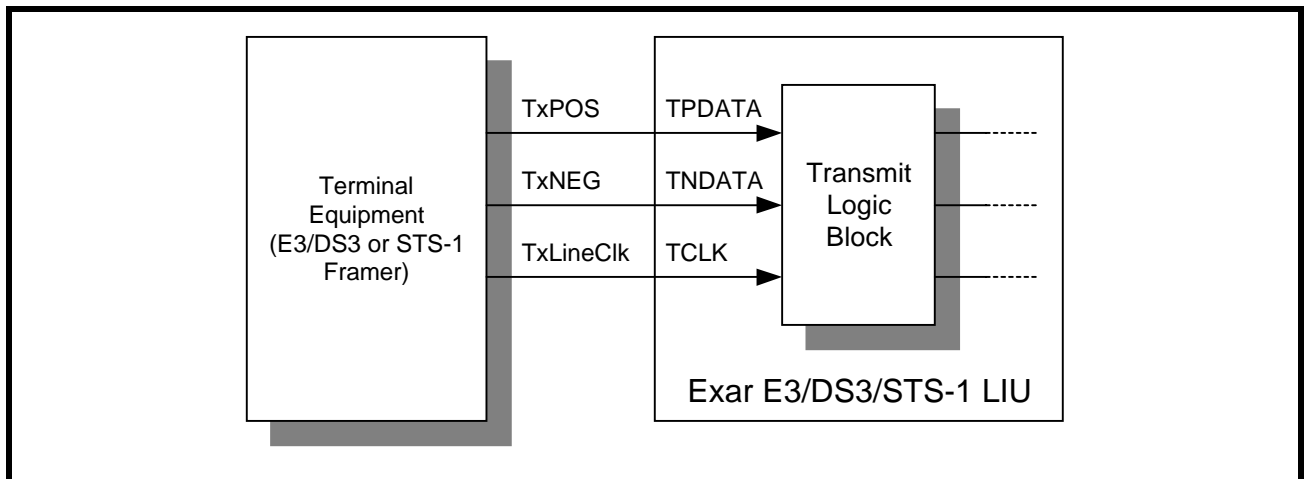 Terminal
Equipment
(E3/DS3 or STS-1
Framer)
TxPOS
TPDATA
TxNEG
TNDATA
TxLineClk
TCLK
Transmit
Logic
Block
Exar E3/DS3/STS-1 LIU